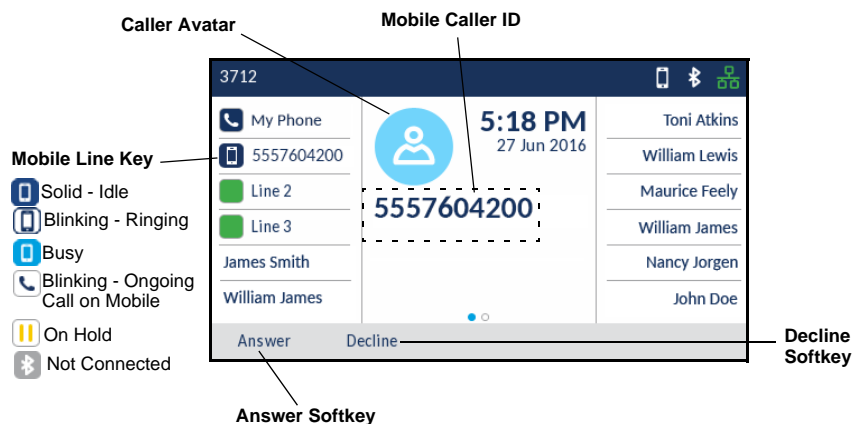 Caller Avatar
Mobile Caller ID
3712
My Phone
5557604200
Line 2
Line 3
James Smith
William James
5:18 PM
27 Jun 2016
5557604200
Toni Atkins
William Lewis
Maurice Feely
William James
Nancy Jorgen
John Doe
Answer
Decline
Mobile Line Key
Solid - Idle
Blinking - Ringing
Busy
Blinking - Ongoing
Call on Mobile
On Hold
Not Connected
Decline
Softkey
Answer Softkey